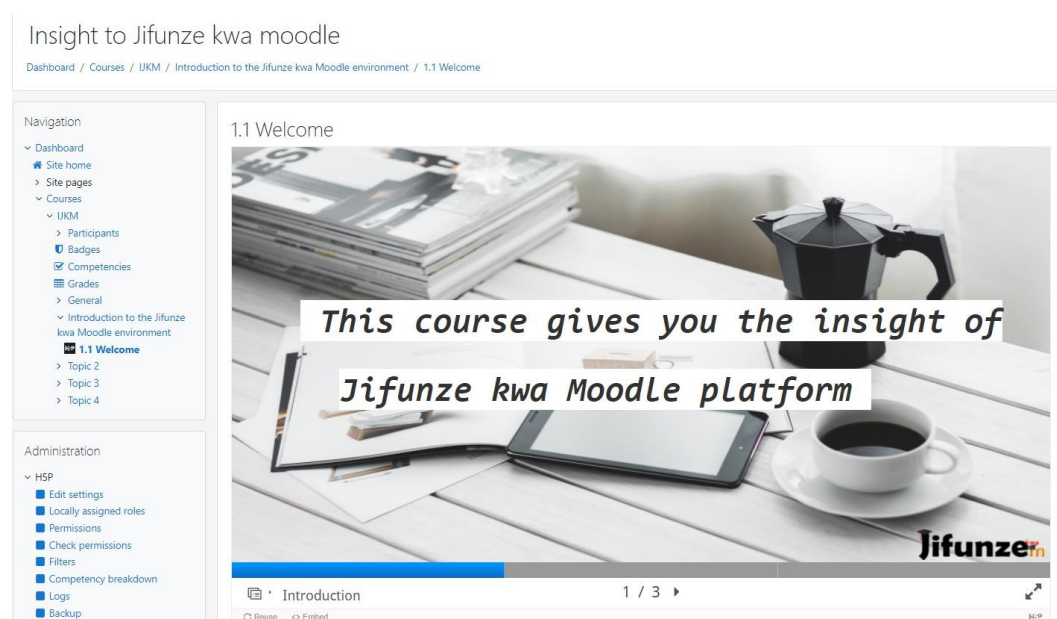 Insight to Jifunze kwa moodle
Dashboard / Courses / IJKM / Introduction to the Jifunze kwa Moodle environment / 1.1 Welcome
Navigation
Dashboard
Site home
Site pages
Courses
IJKM
Participants
Badges
Competencies
Grades
General
Introduction to the Jifunze
kwa Moodle environment
H-P 1.1 Welcome
Topic 2
Topic 3
Topic 4
Administration
H5P
Edit settings
Locally assigned roles
Permissions
Check permissions
Filters
Competency breakdown
Logs
Backup
1.1 Welcome
This course gives you the insight of
Jifunze kwa Moodle platform
Jifunze
Introduction
1 / 3
Reuse <> Embed
H-P